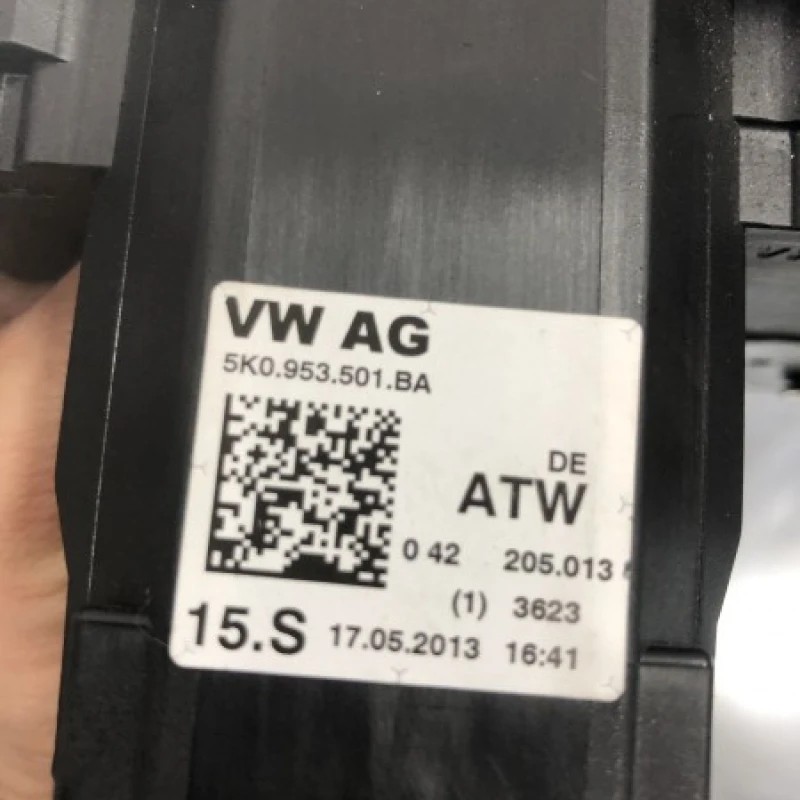 VW AG
5K0.953.501.BA
DE
ATW
0 42 205.013
(1) 3623
15.S 17.05.2013 16:41